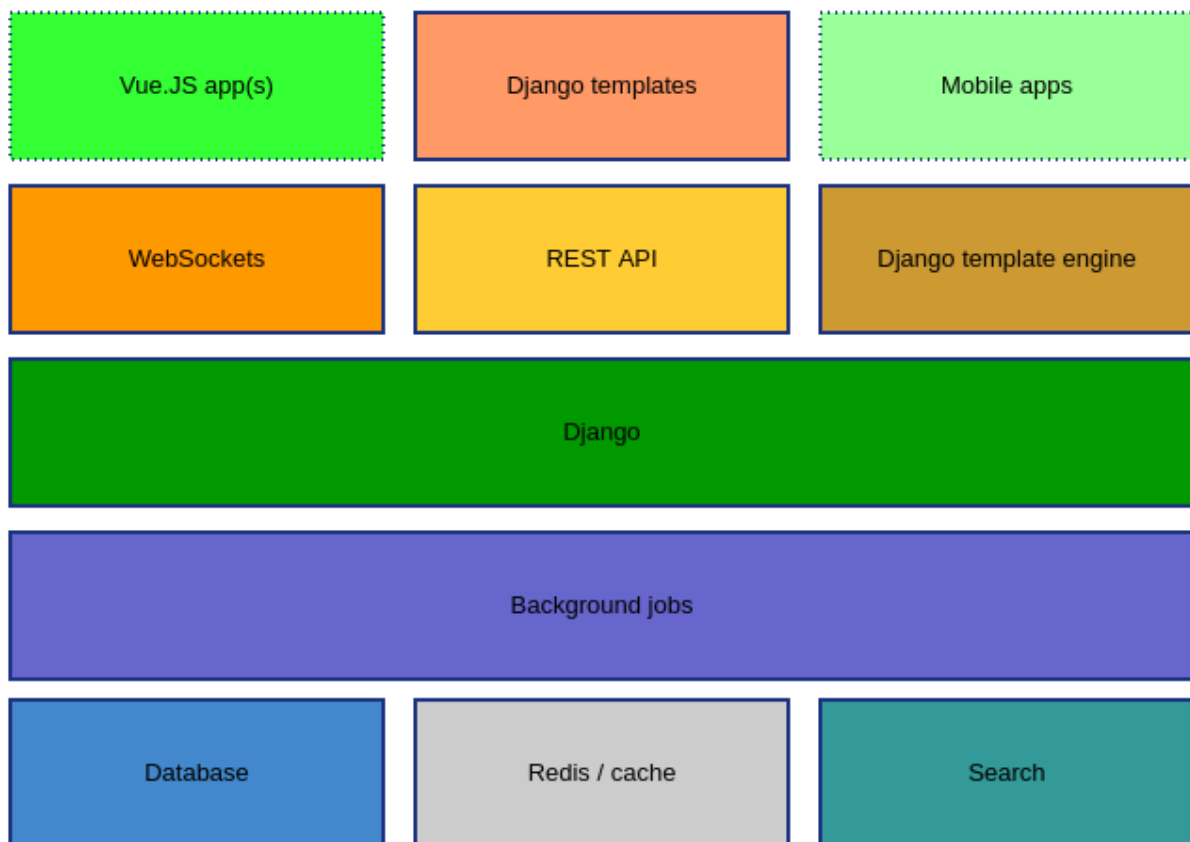 Vue.JS app(s)
Django templates
Mobile apps
WebSockets
REST API
Django template engine
Django
Background jobs
Database
Redis / cache
Search